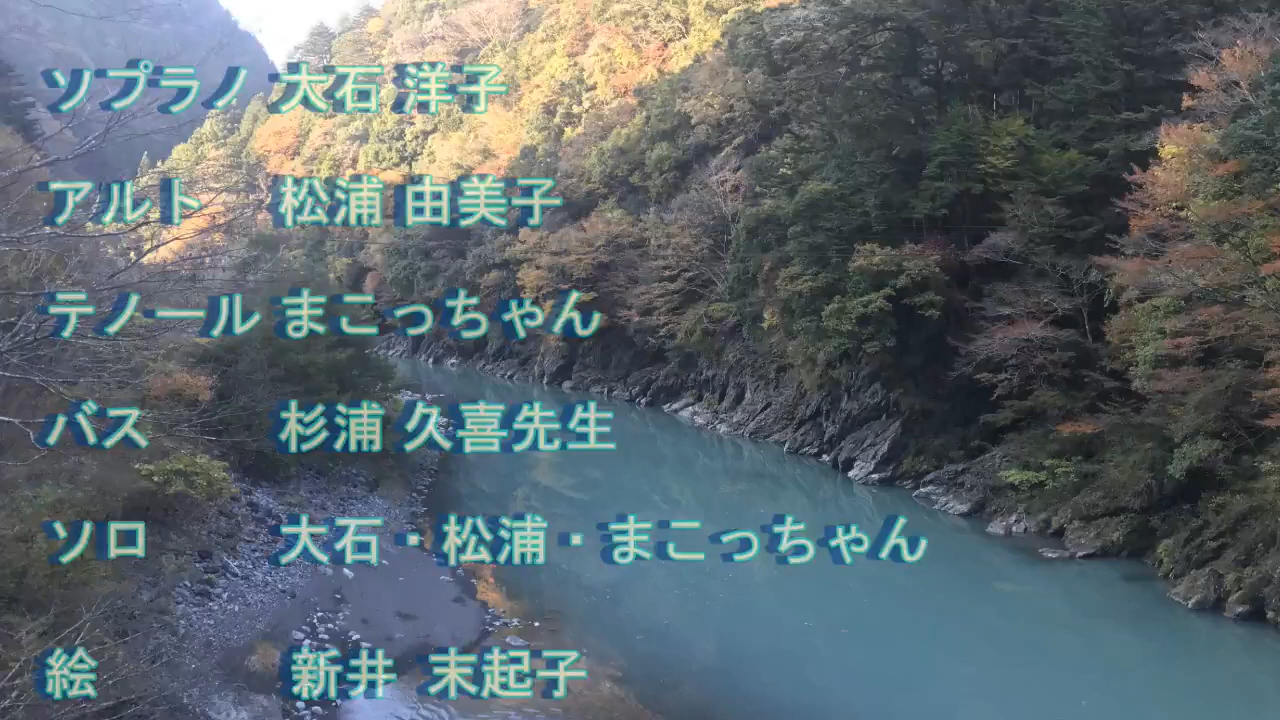 ソプラノ 大石 洋子
アルト 松浦 由美子
テノール まこっちゃん
バス 杉浦 久喜先生
ソロ 大石・松浦・まこっちゃん
絵 新井 末起子